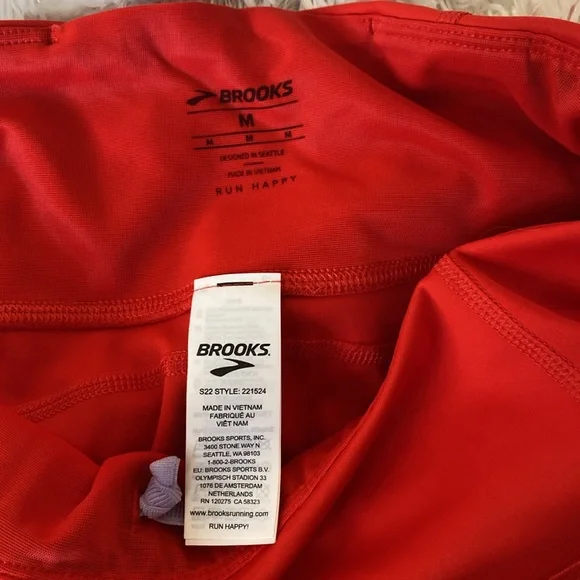 BROOKS
M
M M M
DESIGNED IN SEATTLE
MADE IN VIETNAM
RUN HAPPY
BROOKS
S22 STYLE: 221524
MADE IN VIETNAM
FABRIQUÉ AU
VIÊT NAM
BROOKS SPORTS, INC.
3400 STONE WAY N
SEATTLE, WA 98103
1-800-2-BROOKS
EU: BROOKS SPORTS B.V.
OLYMPISCH STADION 33
1076 DE AMSTERDAM
NETHERLANDS
RN 120275 CA 58323
www.brooksrunning.com
RUN HAPPY!